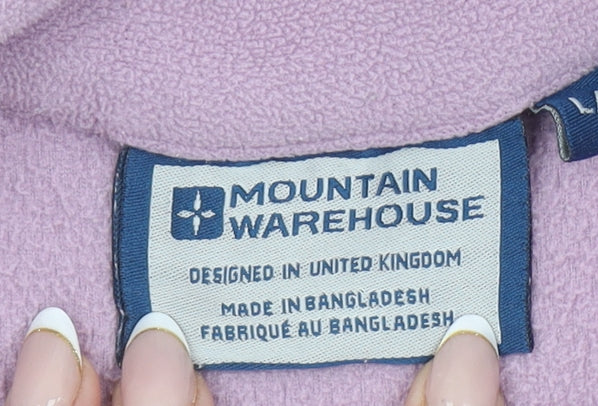 MOUNTAIN
WAREHOUSE
DESIGNED IN UNITED KINGDOM
MADE IN BANGLADESH
FABRIQUÉ AU BANGLADESH